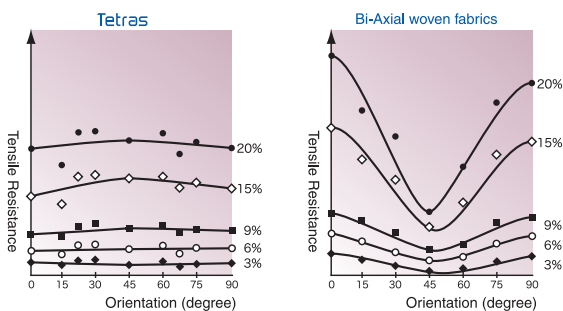 Tetras
Tensile Resistance
20%
15%
9%
6%
3%
0 15 30 45 60 75 90
Orientation (degree)
Bi-Axial woven fabrics
Tensile Resistance
20%
15%
9%
6%
3%
0 15 30 45 60 75 90
Orientation (degree)